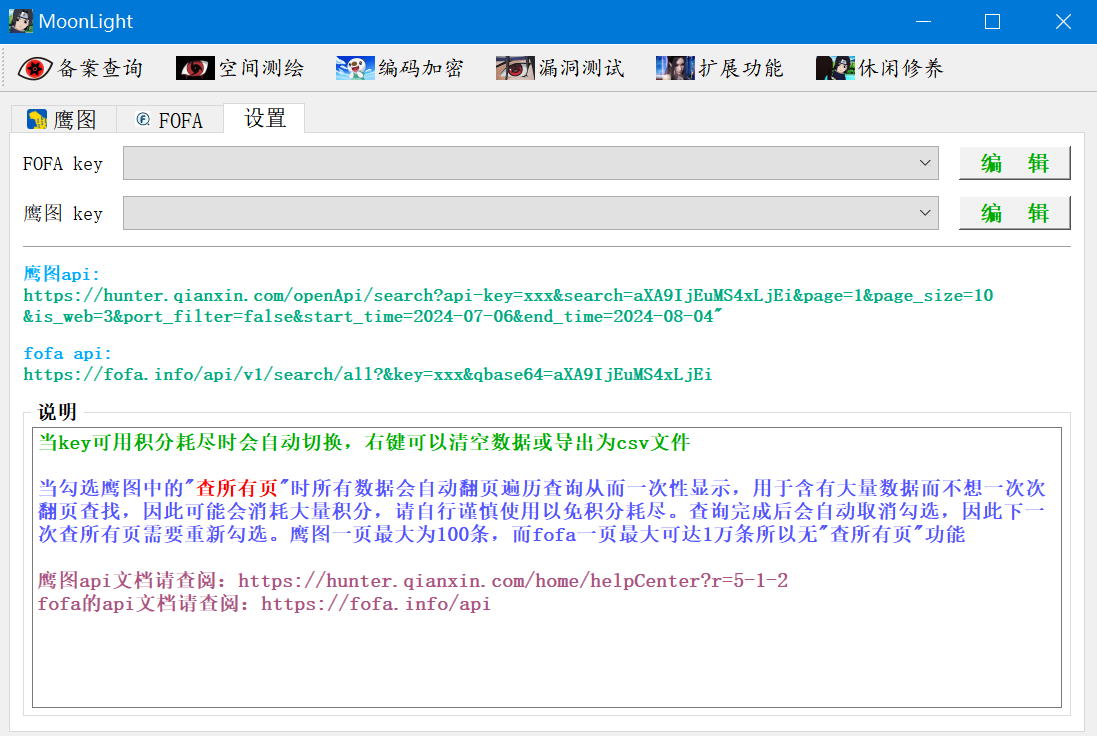 MoonLight
备案查询 空间测绘 编码加密 漏洞测试 扩展功能 休闲修养
鹰图 FOFA 设置
FOFA key 编 辑
鹰图 key 编 辑
鹰图api:
https://hunter.qianxin.com/openApi/search?api-key=xxx&search=aXA9IjEuMS4xLjEi&page=1&page_size=10
&is_web=3&port_filter=false&start_time=2024-07-06&end_time=2024-08-04"
fofa api:
https://fofa.info/api/v1/search/all?&key=xxx&qbase64=aXA9IjEuMS4xLjEi
说明
当key可用积分耗尽时会自动切换，右键可以清空数据或导出为csv文件
当勾选鹰图中的"查所有页"时所有数据会自动翻页遍历查询从而一次性显示，用于含有大量数据而不想一次次
翻页查找，因此可能会消耗大量积分，请自行谨慎使用以免积分耗尽。查询完成后会自动取消勾选，因此下一
次查所有页需要重新勾选。鹰图一页最大为100条，而fofa一页最大可达1万条所以无"查所有页"功能
鹰图api文档请查阅：https://hunter.qianxin.com/home/helpCenter?r=5-1-2
fofa的api文档请查阅：https://fofa.info/api